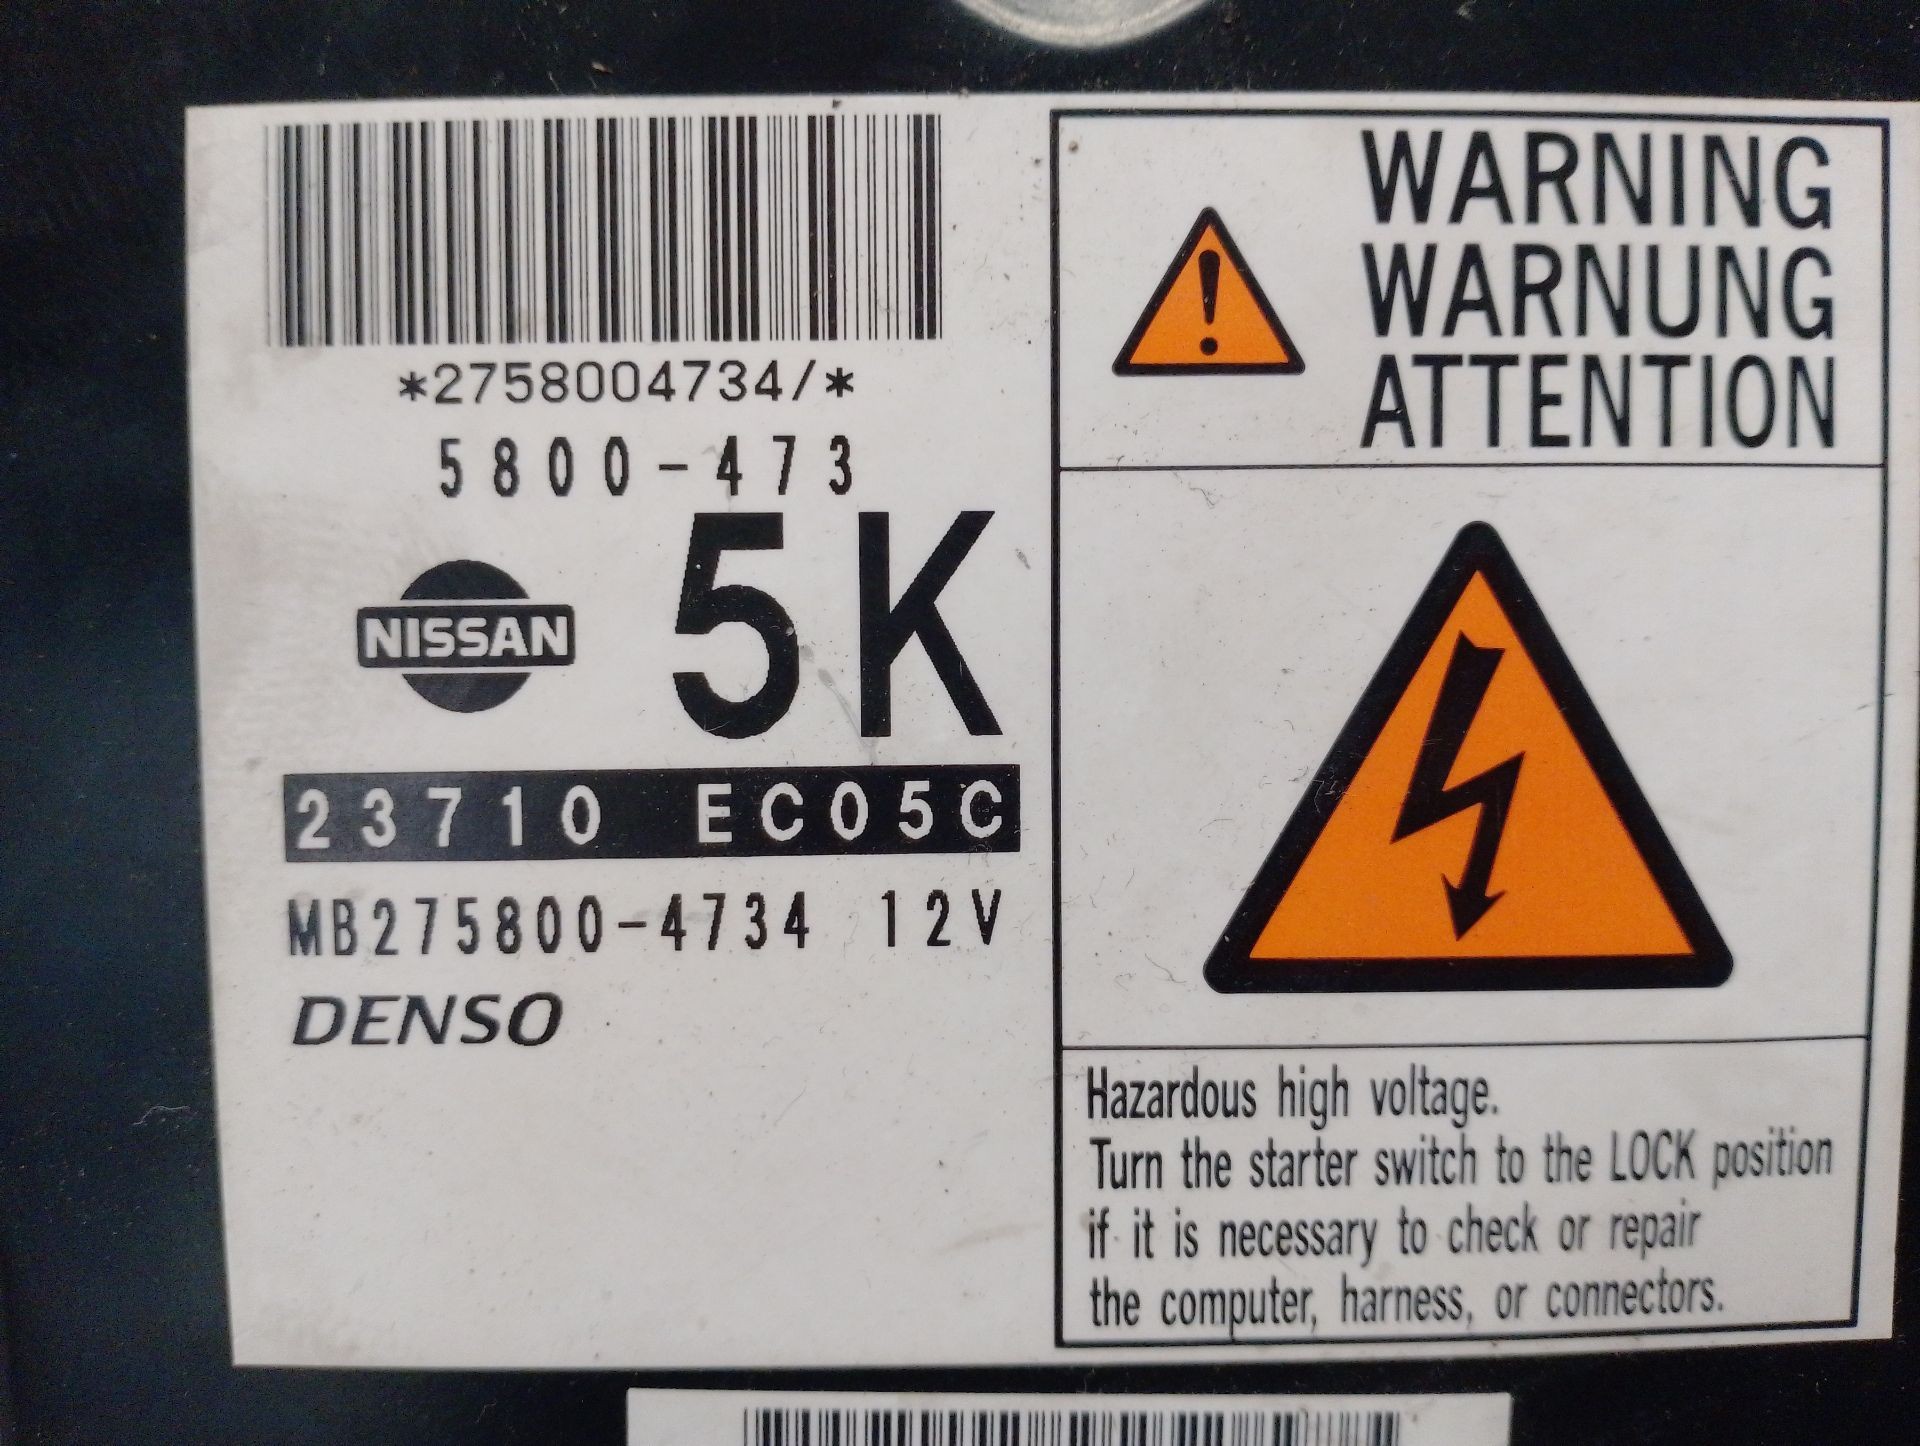 *2758004734/*
5800-473
NISSAN
5K
23710 EC05C
MB275800-4734 12V
DENSO
WARNING
WARNUNG
ATTENTION
Hazardous high voltage.
Turn the starter switch to the LOCK position
if it is necessary to check or repair
the computer, harness, or connectors.